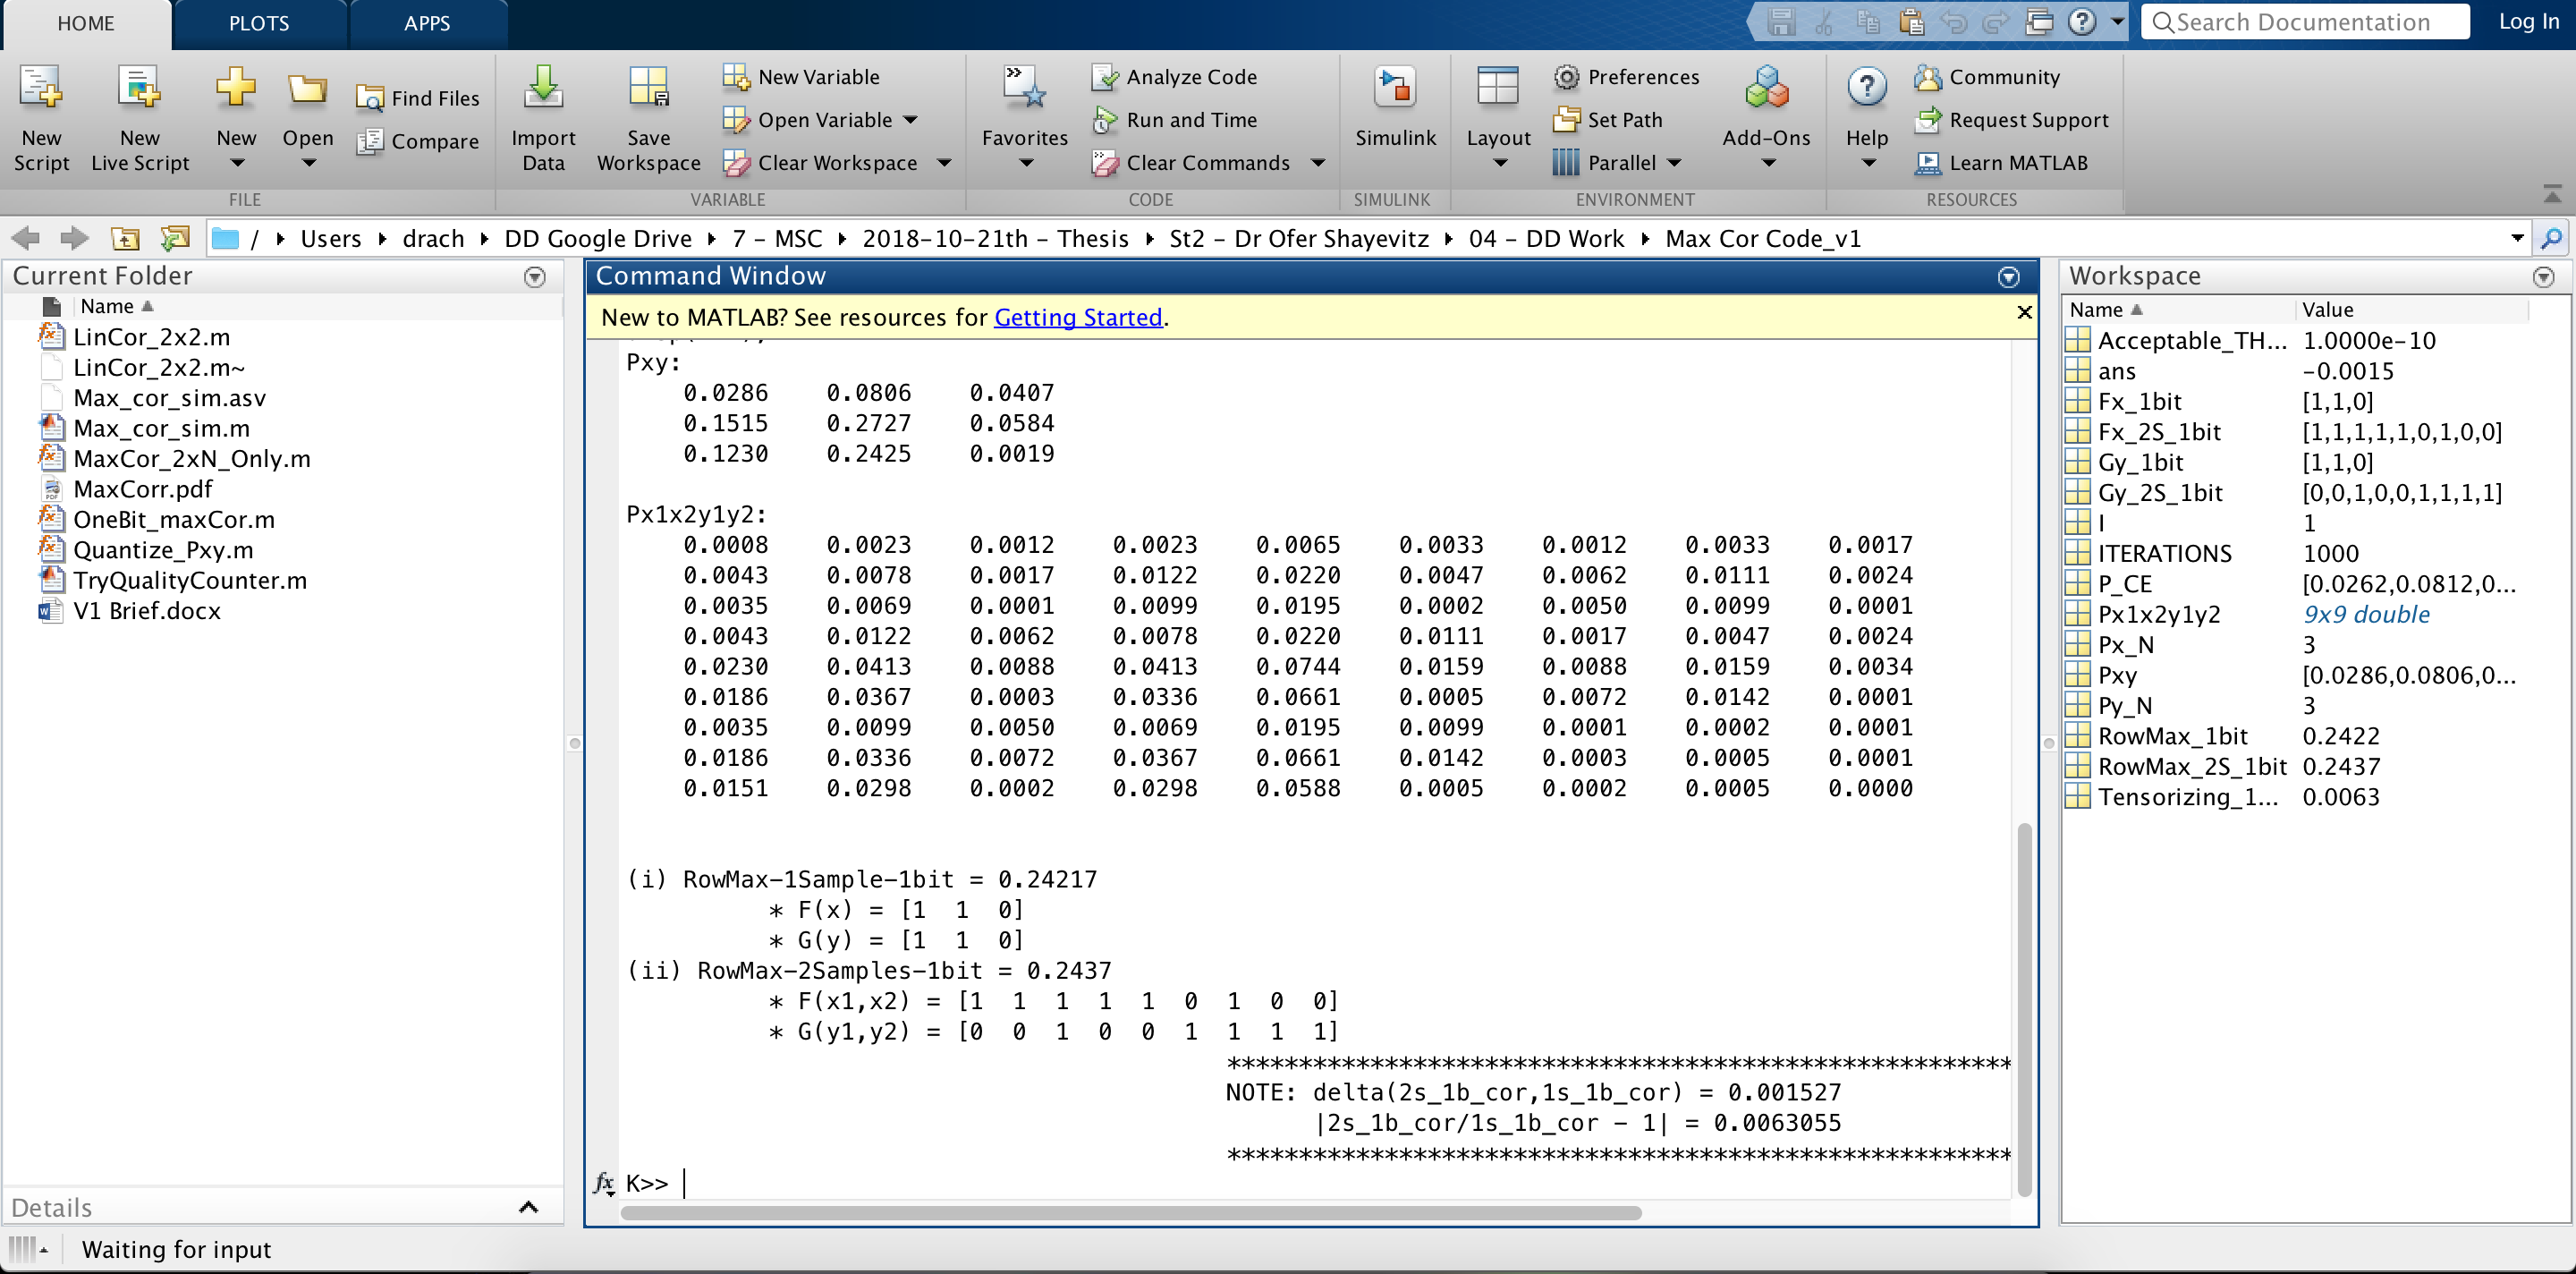 HOME PLOTS APPS
Search Documentation Log In
New Script
New Live Script
New
Open
Find Files
Compare
FILE
Import Data
Save Workspace
New Variable
Open Variable
Clear Workspace
VARIABLE
Favorites
Analyze Code
Run and Time
Clear Commands
CODE
Simulink
SIMULINK
Layout
Preferences
Set Path
Parallel
Add-Ons
ENVIRONMENT
Help
Community
Request Support
Learn MATLAB
RESOURCES
/ Users drach DD Google Drive 7 - MSC 2018-10-21th - Thesis St2 - Dr Ofer Shayevitz 04 - DD Work Max Cor Code_v1
Current Folder
Name
LinCor_2x2.m
LinCor_2x2.m~
Max_cor_sim.asv
Max_cor_sim.m
MaxCor_2xN_Only.m
MaxCorr.pdf
OneBit_maxCor.m
Quantize_Pxy.m
TryQualityCounter.m
V1 Brief.docx
Details
Waiting for input
Command Window
New to MATLAB? See resources for Getting Started.
Pxy:
0.0286 0.0806 0.0407
0.1515 0.2727 0.0584
0.1230 0.2425 0.0019
Px1x2y1y2:
0.0008 0.0023 0.0012 0.0023 0.0065 0.0033 0.0012 0.0033 0.0017
0.0043 0.0078 0.0017 0.0122 0.0220 0.0047 0.0062 0.0111 0.0024
0.0035 0.0069 0.0001 0.0099 0.0195 0.0002 0.0050 0.0099 0.0001
0.0043 0.0122 0.0062 0.0078 0.0220 0.0111 0.0017 0.0047 0.0024
0.0230 0.0413 0.0088 0.0413 0.0744 0.0159 0.0088 0.0159 0.0034
0.0186 0.0367 0.0003 0.0336 0.0661 0.0005 0.0072 0.0142 0.0001
0.0035 0.0099 0.0050 0.0069 0.0195 0.0099 0.0001 0.0002 0.0001
0.0186 0.0336 0.0072 0.0367 0.0661 0.0142 0.0003 0.0005 0.0001
0.0151 0.0298 0.0002 0.0298 0.0588 0.0005 0.0002 0.0005 0.0000
(i) RowMax-1Sample-1bit = 0.24217
* F(x) = [1 1 0]
* G(y) = [1 1 0]
(ii) RowMax-2Samples-1bit = 0.2437
* F(x1,x2) = [1 1 1 1 1 0 1 0 0]
* G(y1,y2) = [0 0 1 0 0 1 1 1 1]
*******************************************************
NOTE: delta(2s_1b_cor,1s_1b_cor) = 0.001527
|2s_1b_cor/1s_1b_cor - 1| = 0.0063055
*******************************************************
fx K>>
Workspace
Name Value
Acceptable_TH... 1.0000e-10
ans -0.0015
Fx_1bit [1,1,0]
Fx_2S_1bit [1,1,1,1,1,0,1,0,0]
Gy_1bit [1,1,0]
Gy_2S_1bit [0,0,1,0,0,1,1,1,1]
I 1
ITERATIONS 1000
P_CE [0.0262,0.0812,0...
Px1x2y1y2 9x9 double
Px_N 3
Pxy [0.0286,0.0806,0...
Py_N 3
RowMax_1bit 0.2422
RowMax_2S_1bit 0.2437
Tensorizing_1... 0.0063